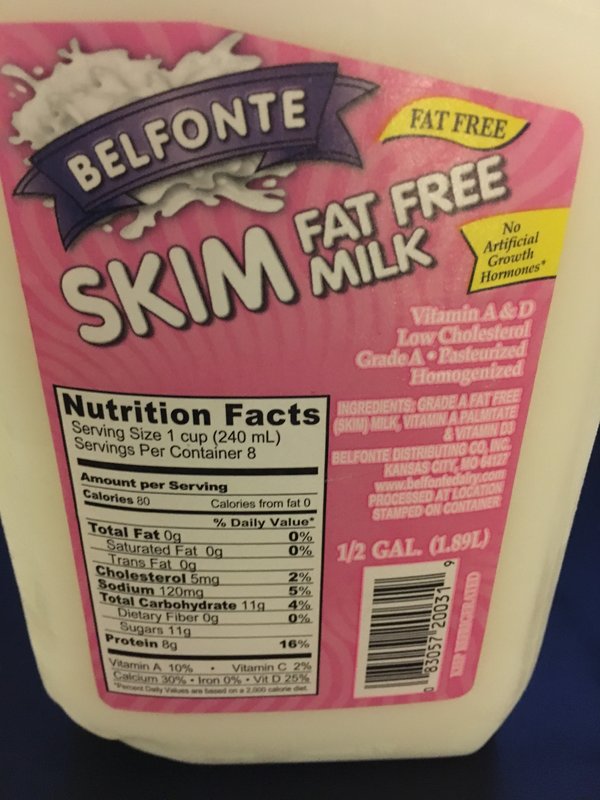 BELFONTE
FAT FREE
SKIM FAT FREE
MILK
No
Artificial
Growth
Hormones*
Vitamin A & D
Low Cholesterol
Grade A • Pasteurized
Homogenized
Nutrition Facts
Serving Size 1 cup (240 mL)
Servings Per Container 8
Amount per Serving
Calories 80 Calories from fat 0
% Daily Value*
Total Fat 0g 0%
Saturated Fat 0g 0%
Trans Fat 0g
Cholesterol 5mg 2%
Sodium 120mg 5%
Total Carbohydrate 11g 4%
Dietary Fiber 0g 0%
Sugars 11g
Protein 8g 16%
Vitamin A 10% • Vitamin C 2%
Calcium 30% • Iron 0% • Vit D 25%
*Percent Daily Values are based on a 2,000 calorie diet.
INGREDIENTS: GRADE A FAT FREE
(SKIM) MILK, VITAMIN A PALMITATE
& VITAMIN D3
BELFONTE DISTRIBUTING CO, INC.
KANSAS CITY, MO 64127
www.belfontedairy.com
PROCESSED AT LOCATION
STAMPED ON CONTAINER
1/2 GAL. (1.89L)
0 83057 20031 9
KEEP REFRIGERATED